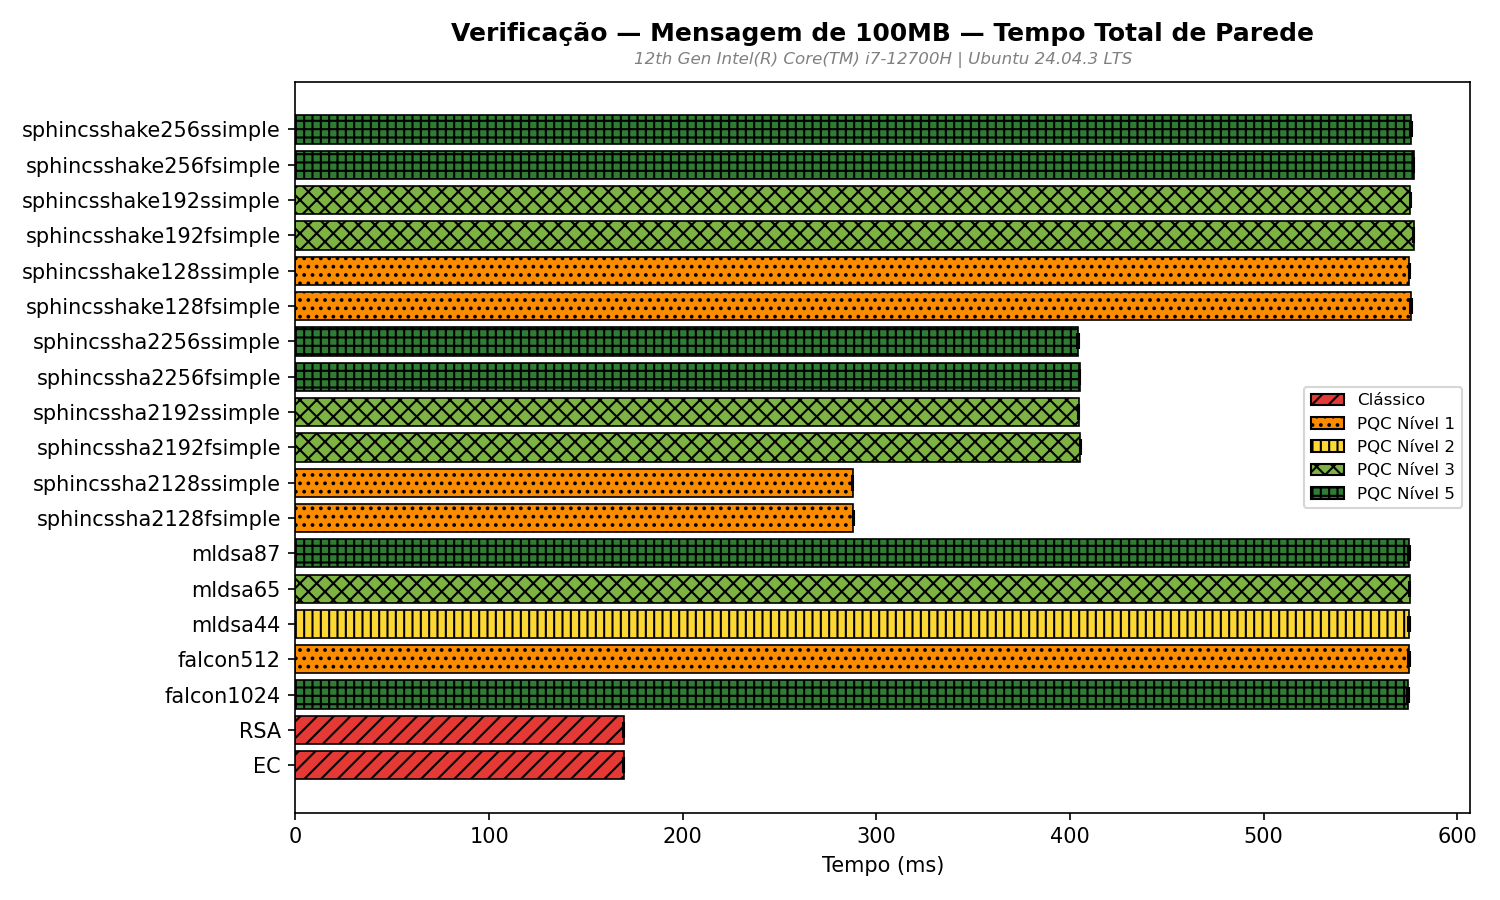 Verificação — Mensagem de 100MB — Tempo Total de Parede
12th Gen Intel(R) Core(TM) i7-12700H | Ubuntu 24.04.3 LTS
sphincsshake256ssimple
sphincsshake256fsimple
sphincsshake192ssimple
sphincsshake192fsimple
sphincsshake128ssimple
sphincsshake128fsimple
sphincssha2256ssimple
sphincssha2256fsimple
sphincssha2192ssimple
sphincssha2192fsimple
sphincssha2128ssimple
sphincssha2128fsimple
mldsa87
mldsa65
mldsa44
falcon512
falcon1024
RSA
EC
Clássico
PQC Nível 1
PQC Nível 2
PQC Nível 3
PQC Nível 5
0 100 200 300 400 500 600
Tempo (ms)